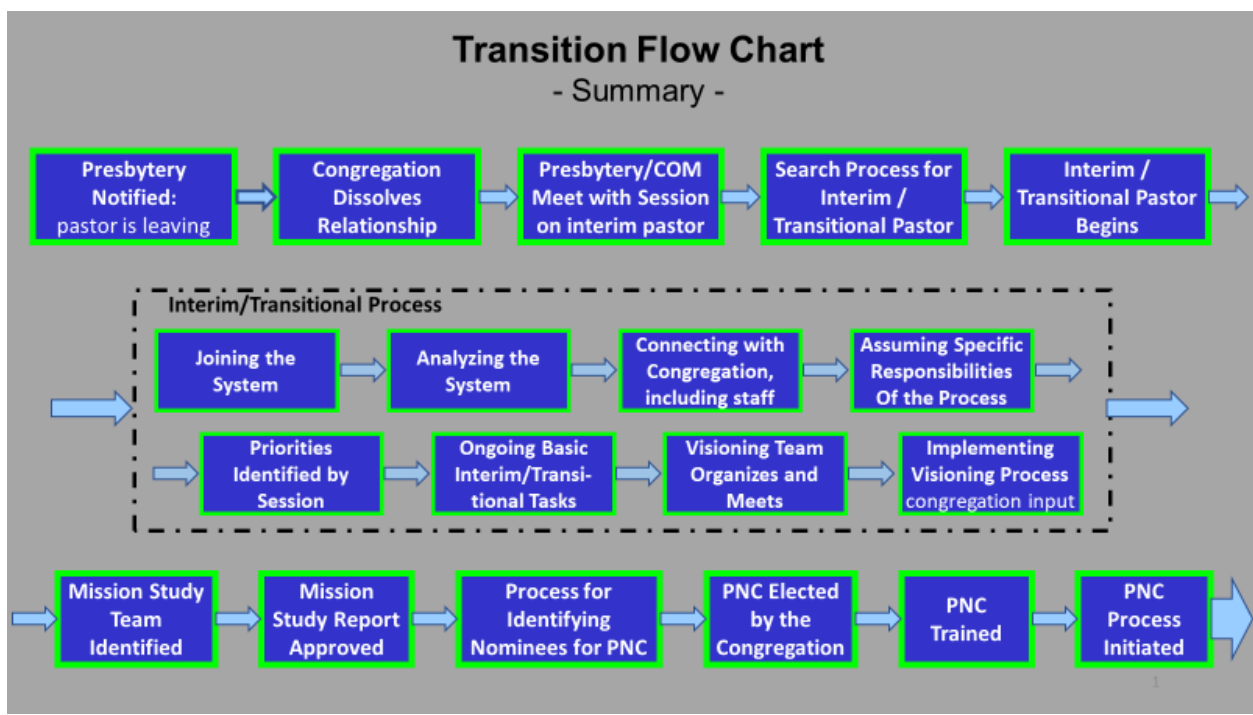 Transition Flow Chart
- Summary -
Presbytery
Notified:
pastor is leaving
Congregation
Dissolves
Relationship
Presbytery/COM
Meet with Session
on interim pastor
Search Process for
Interim /
Transitional Pastor
Interim /
Transitional Pastor
Begins
Interim/Transitional Process
Joining the
System
Analyzing the
System
Connecting with
Congregation,
including staff
Assuming Specific
Responsibilities
Of the Process
Priorities
Identified by
Session
Ongoing Basic
Interim/Transi-
tional Tasks
Visioning Team
Organizes and
Meets
Implementing
Visioning Process
congregation input
Mission Study
Team
Identified
Mission
Study Report
Approved
Process for
Identifying
Nominees for PNC
PNC Elected
by the
Congregation
PNC
Trained
PNC
Process
Initiated
1